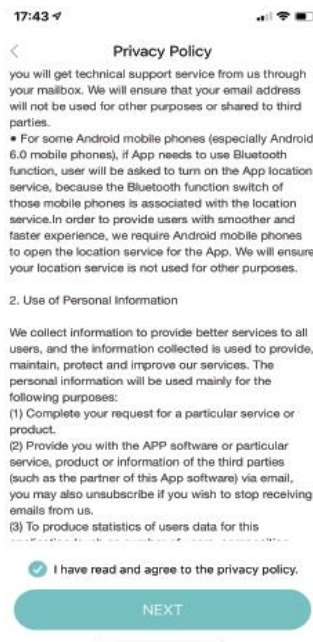 17:43
Privacy Policy
you will get technical support service from us through
your mailbox. We will ensure that your email address
will not be used for other purposes or shared to third
parties.
• For some Android mobile phones (especially Android
6.0 mobile phones), if App needs to use Bluetooth
function, user will be asked to turn on the App location
service, because the Bluetooth function switch of
those mobile phones is associated with the location
service.In order to provide users with smoother and
faster experience, we require Android mobile phones
to open the location service for the App. We will ensure
your location service is not used for other purposes.
2. Use of Personal Information
We collect information to provide better services to all
users, and the information collected is used to provide,
maintain, protect and improve our services. The
personal information will be used mainly for the
following purposes:
(1) Complete your request for a particular service or
product.
(2) Provide you with the APP software or particular
service, product or information of the third parties
(such as the partner of this App software) via email,
you may also unsubscribe if you wish to stop receiving
emails from us.
(3) To produce statistics of users data for this
I have read and agree to the privacy policy.
NEXT